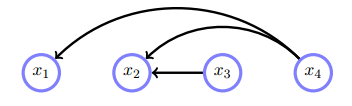 x₁ x₂ x₃ x₄